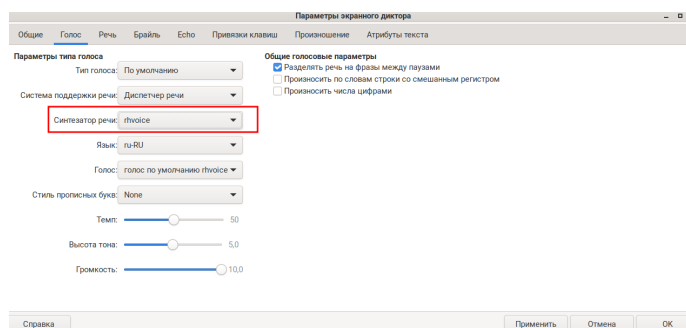 Параметры экранного диктора
Общие Голос Речь Брайль Echo Привязки клавиш Произношение Атрибуты текста
Параметры типа голоса
Тип голоса: По умолчанию
Система поддержки речи: Диспетчер речи
Синтезатор речи: rhvoice
Язык: ru-RU
Голос: голос по умолчанию rhvoice
Стиль прописных букв: None
Темп: 50
Высота тона: 5,0
Громкость: 10,0
Общие голосовые параметры
Разделять речь на фразы между паузами
Произносить по словам строки со смешанным регистром
Произносить числа цифрами
Справка Применить Отмена OK